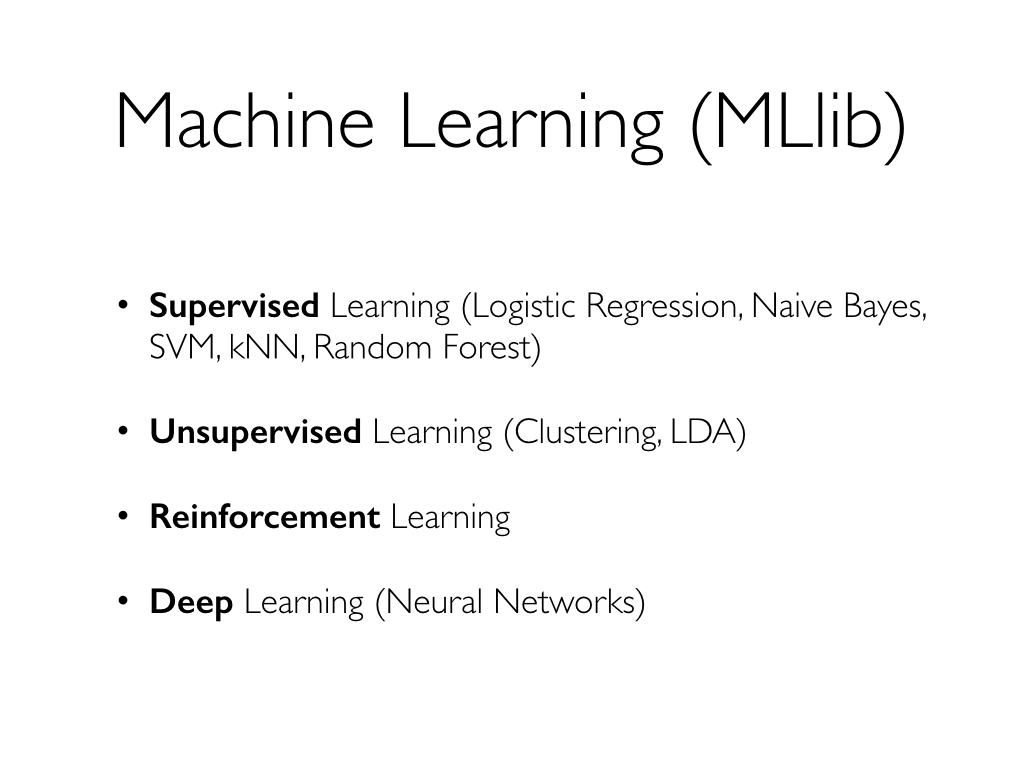 Machine Learning (MLlib)
• Supervised Learning (Logistic Regression, Naive Bayes,
SVM, kNN, Random Forest)
• Unsupervised Learning (Clustering, LDA)
• Reinforcement Learning
• Deep Learning (Neural Networks)